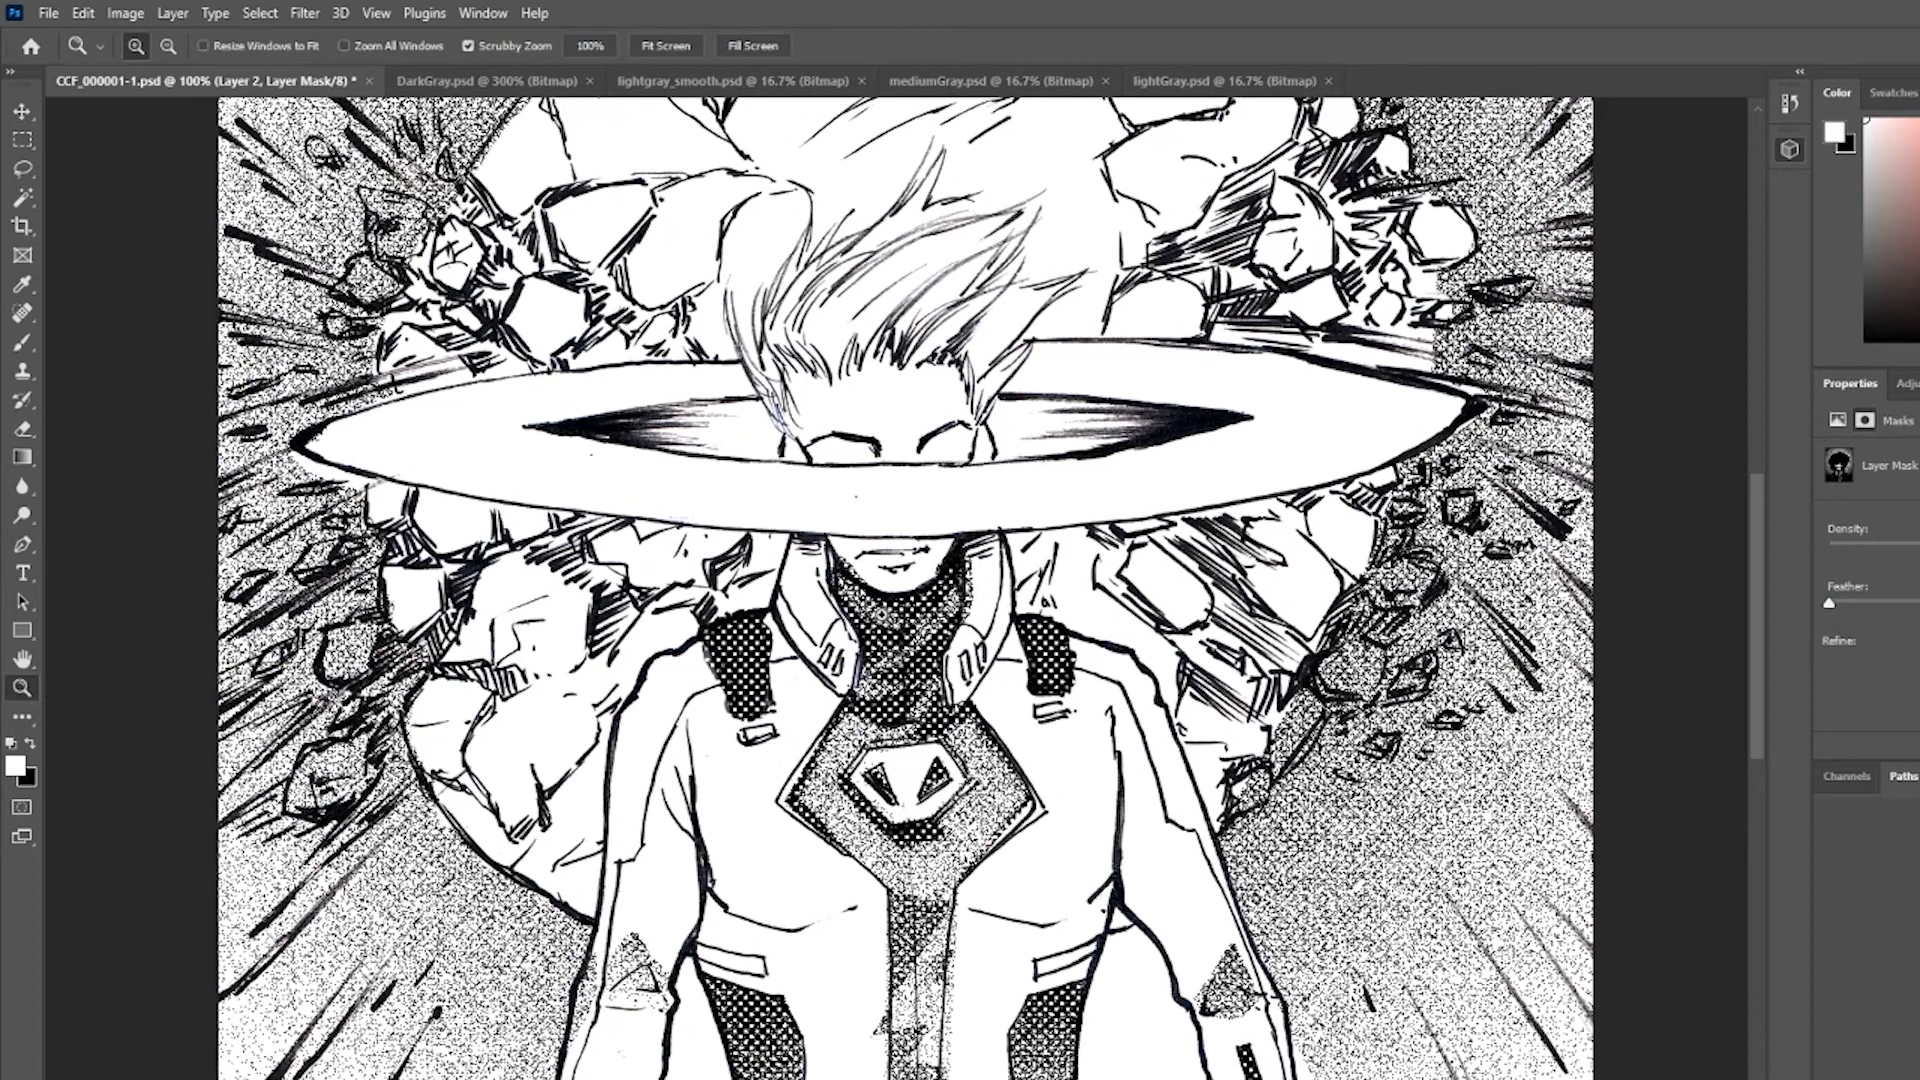 Ps File Edit Image Layer Type Select Filter 3D View Plugins Window Help
Resize Windows to Fit Zoom All Windows Scrubby Zoom 100% Fit Screen Fill Screen
CCF_000001-1.psd @ 100% (Layer 2, Layer Mask/8) * × DarkGray.psd @ 300% (Bitmap) × lightgray_smooth.psd @ 16.7% (Bitmap) × mediumGray.psd @ 16.7% (Bitmap) × lightGray.psd @ 16.7% (Bitmap) ×
Color Swatches
Properties Adju
Masks
Layer Mask
Density:
Feather:
Refine:
Channels Paths